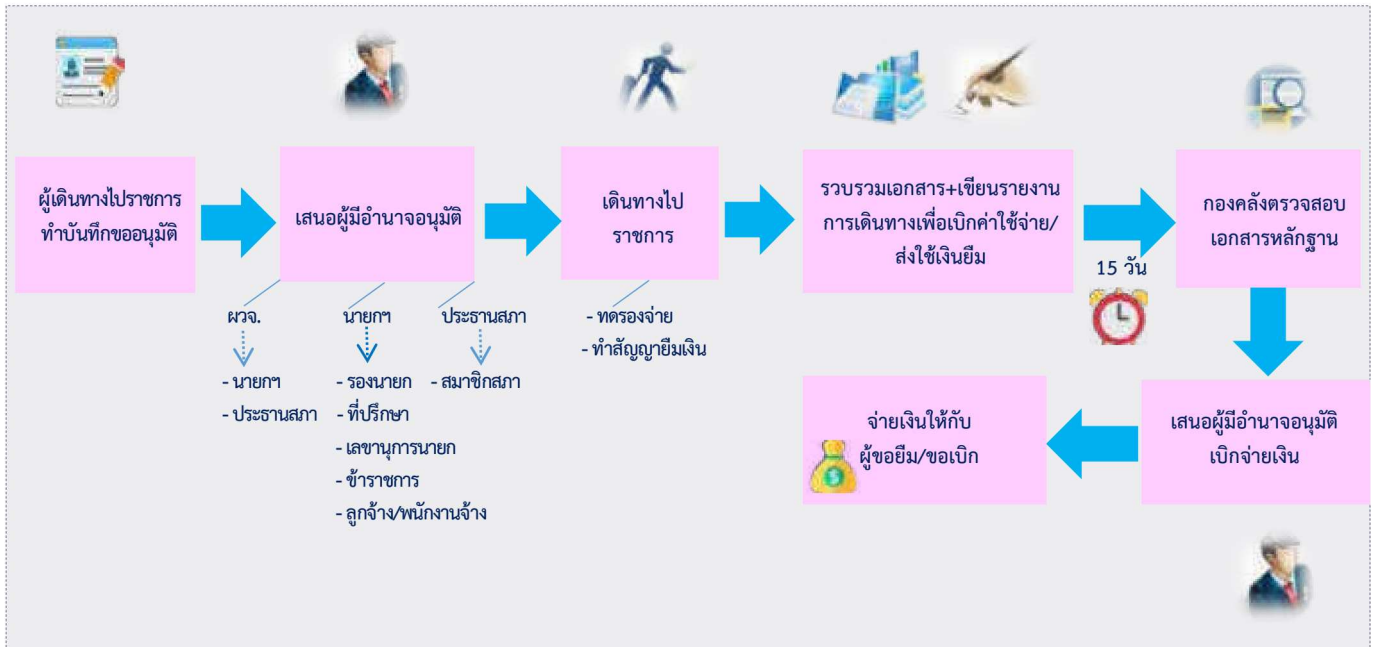 ผู้เดินทางไปราชการ
ทำบันทึกขออนุมัติ
เสนอผู้มีอำนาจอนุมัติ
เดินทางไป
ราชการ
รวบรวมเอกสาร+เขียนรายงาน
การเดินทางเพื่อเบิกค่าใช้จ่าย/
ส่งใช้เงินยืม
15 วัน
กองคลังตรวจสอบ
เอกสารหลักฐาน
ผวจ.
- นายกฯ
- ประธานสภา
นายกฯ
- รองนายก
- ที่ปรึกษา
- เลขานุการนายก
- ข้าราชการ
- ลูกจ้าง/พนักงานจ้าง
ประธานสภา
- สมาชิกสภา
- ทดรองจ่าย
- ทำสัญญายืมเงิน
เสนอผู้มีอำนาจอนุมัติ
เบิกจ่ายเงิน
จ่ายเงินให้กับ
ผู้ขอยืม/ขอเบิก